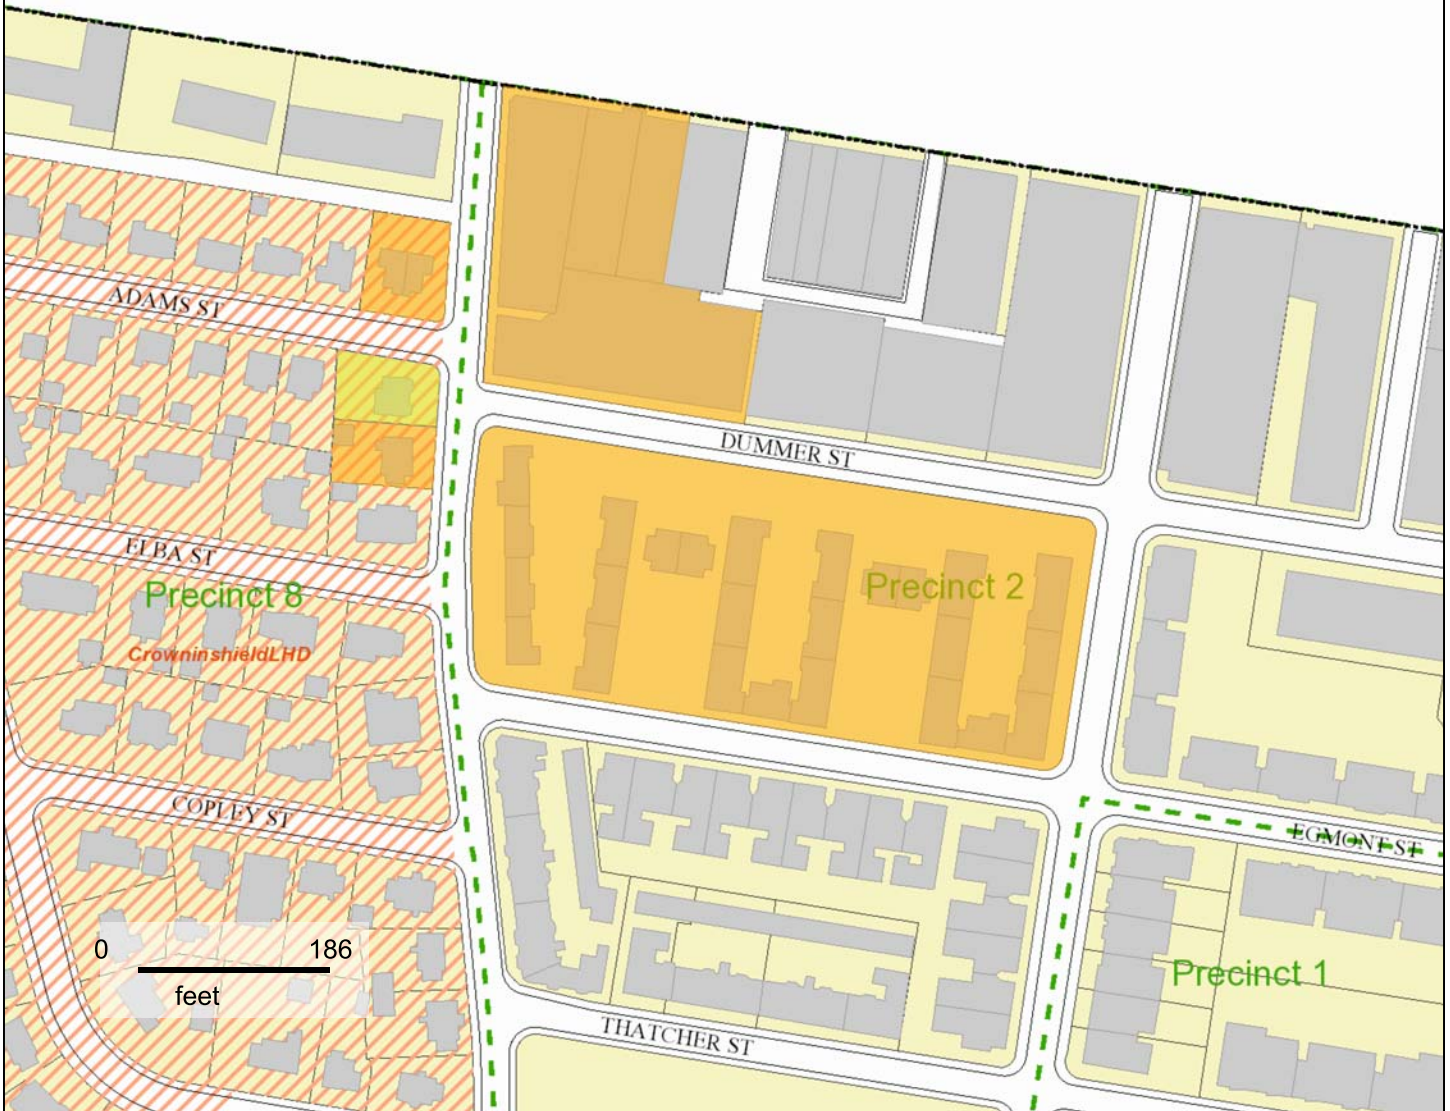 ADAMS ST
DUMMER ST
ELBA ST
Precinct 8
Precinct 2
CrowninshieldLHD
COPLEY ST
EGMONT ST
0 186
feet
Precinct 1
THATCHER ST